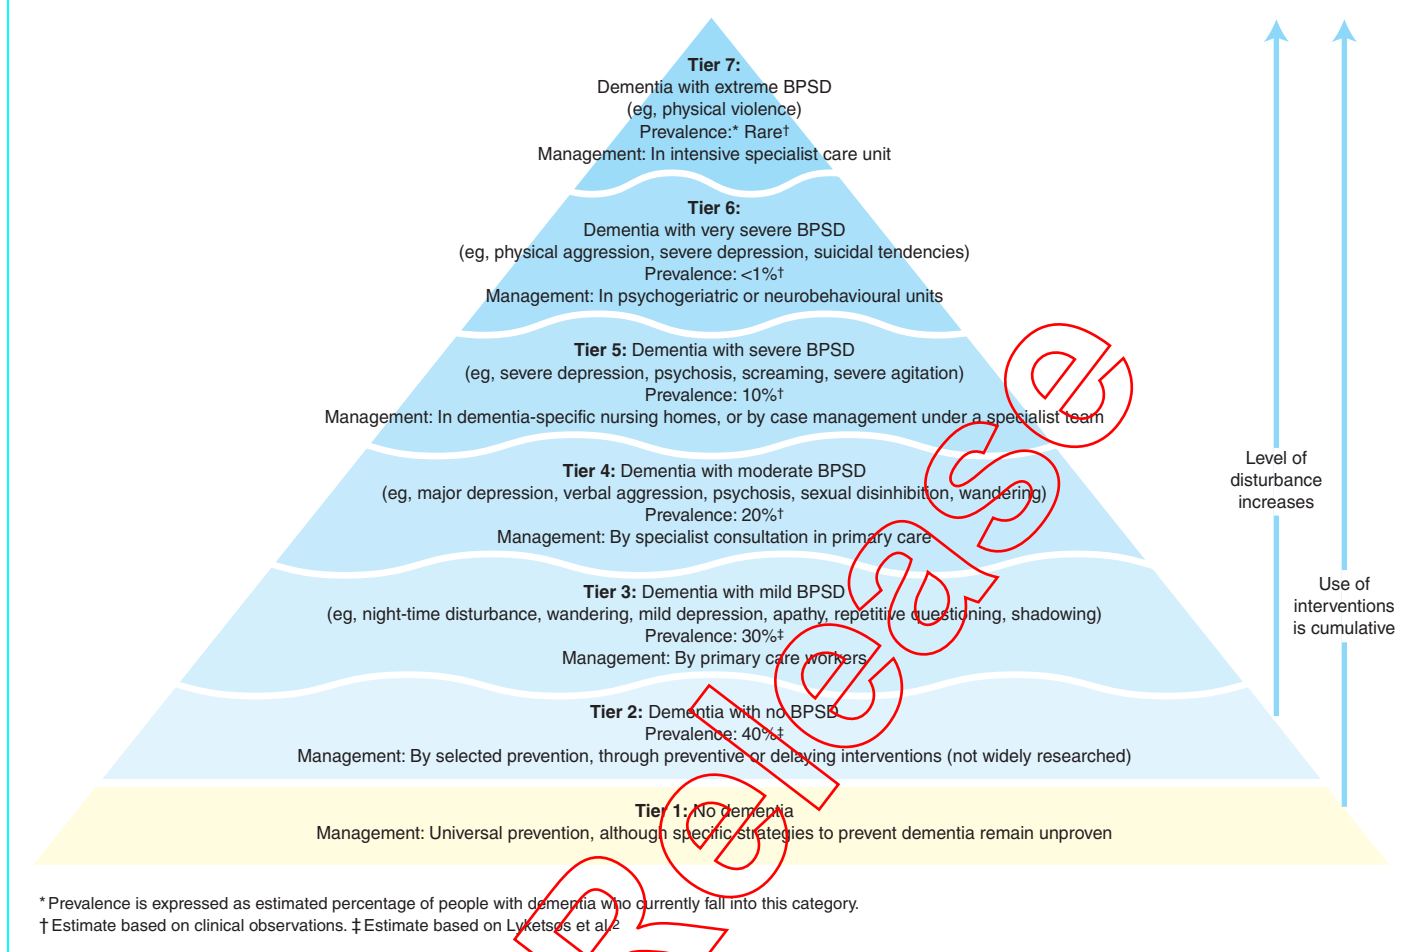 Tier 7:
Dementia with extreme BPSD
(eg, physical violence)
Prevalence:* Rare†
Management: In intensive specialist care unit
Tier 6:
Dementia with very severe BPSD
(eg, physical aggression, severe depression, suicidal tendencies)
Prevalence: <1%†
Management: In psychogeriatric or neurobehavioural units
Tier 5: Dementia with severe BPSD
(eg, severe depression, psychosis, screaming, severe agitation)
Prevalence: 10%†
Management: In dementia-specific nursing homes, or by case management under a specialist team
Tier 4: Dementia with moderate BPSD
(eg, major depression, verbal aggression, psychosis, sexual disinhibition, wandering)
Prevalence: 20%†
Management: By specialist consultation in primary care
Tier 3: Dementia with mild BPSD
(eg, night-time disturbance, wandering, mild depression, apathy, repetitive questioning, shadowing)
Prevalence: 30%‡
Management: By primary care workers
Tier 2: Dementia with no BPSD
Prevalence: 40%‡
Management: By selected prevention, through preventive or delaying interventions (not widely researched)
Tier 1: No dementia
Management: Universal prevention, although specific strategies to prevent dementia remain unproven
Level of
disturbance
increases
Use of
interventions
is cumulative
* Prevalence is expressed as estimated percentage of people with dementia who currently fall into this category.
† Estimate based on clinical observations. ‡ Estimate based on Lyketsos et al.2
Release